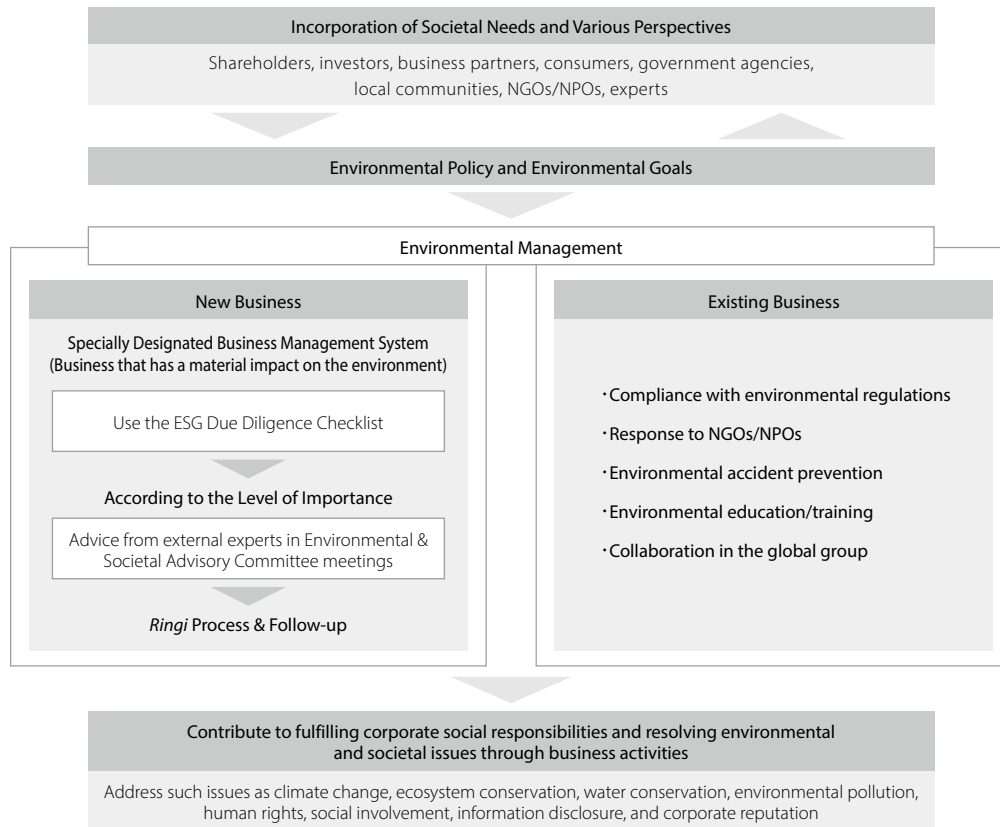 Incorporation of Societal Needs and Various Perspectives
Shareholders, investors, business partners, consumers, government agencies,
local communities, NGOs/NPOs, experts
Environmental Policy and Environmental Goals
Environmental Management
New Business
Specially Designated Business Management System
(Business that has a material impact on the environment)
Use the ESG Due Diligence Checklist
According to the Level of Importance
Advice from external experts in Environmental &
Societal Advisory Committee meetings
Ringi Process & Follow-up
Existing Business
・Compliance with environmental regulations
・Response to NGOs/NPOs
・Environmental accident prevention
・Environmental education/training
・Collaboration in the global group
Contribute to fulfilling corporate social responsibilities and resolving environmental
and societal issues through business activities
Address such issues as climate change, ecosystem conservation, water conservation, environmental pollution,
human rights, social involvement, information disclosure, and corporate reputation